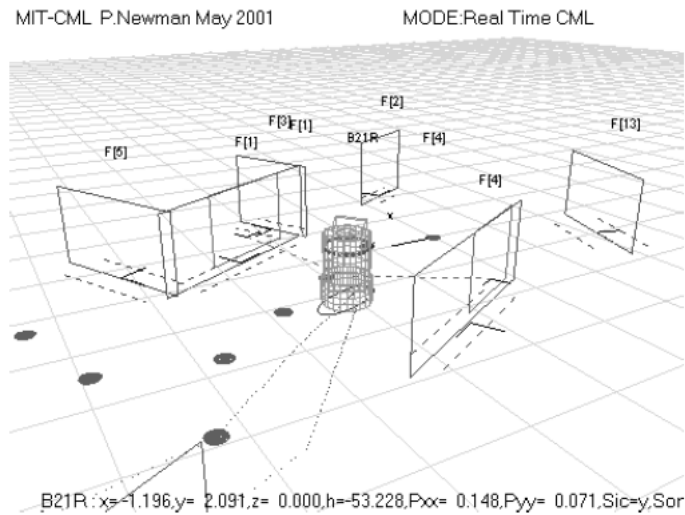 MIT-CML P.Newman May 2001 MODE:Real Time CML
F[2]
F[3] F[1] F[13]
F[1] B21R F[4]
F[5]
F[4]
x
B21R : x=-1.196,y= 2.091,z= 0.000,h=-53.228,Pxx= 0.148,Pyy= 0.071,Sic=y,Sor